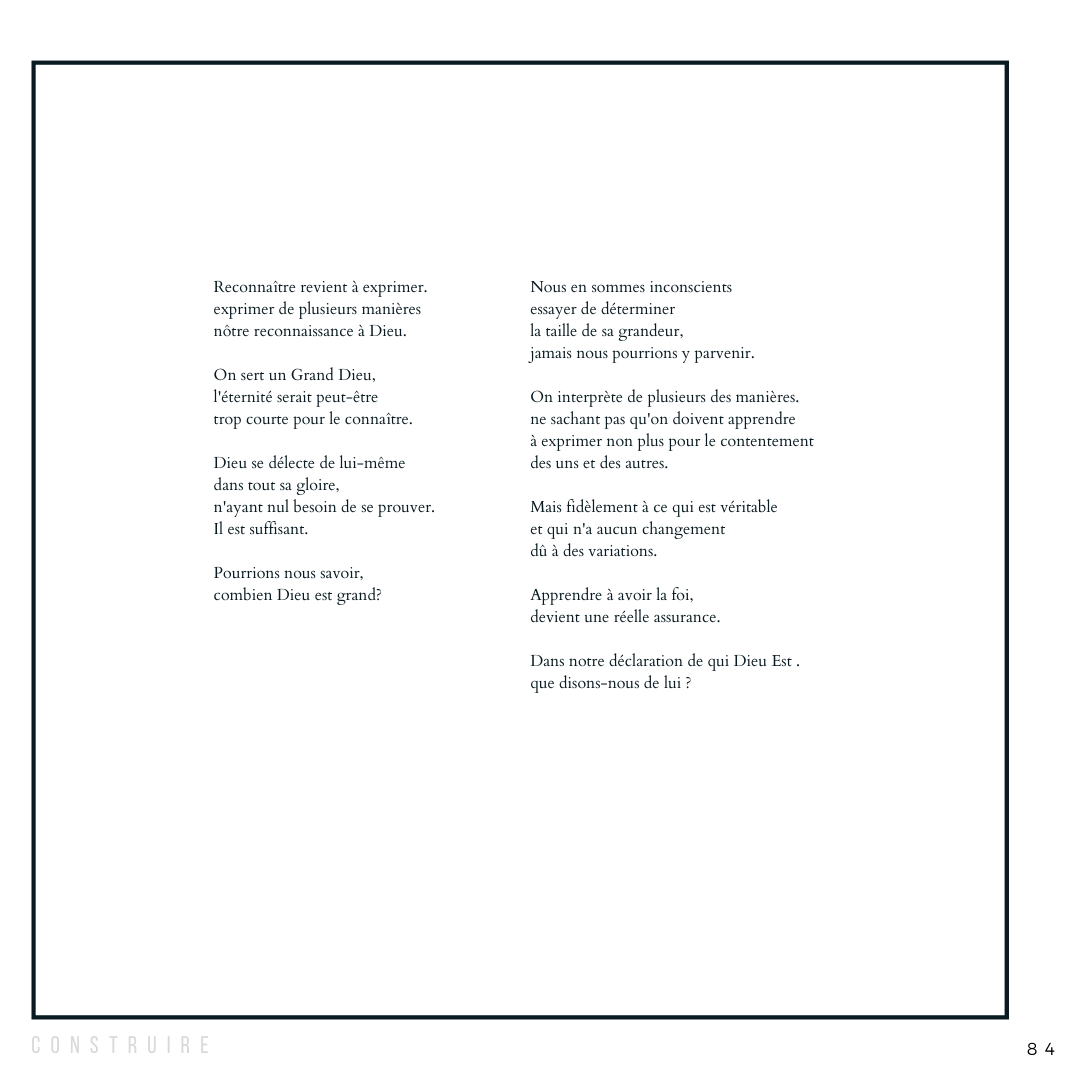 Reconnaître revient à exprimer.
exprimer de plusieurs manières
nôtre reconnaissance à Dieu.

On sert un Grand Dieu,
l'éternité serait peut-être
trop courte pour le connaître.

Dieu se délecte de lui-même
dans tout sa gloire,
n'ayant nul besoin de se prouver.
Il est suffisant.

Pourrions nous savoir,
combien Dieu est grand?

Nous en sommes inconscients
essayer de déterminer
la taille de sa grandeur,
jamais nous pourrions y parvenir.

On interprète de plusieurs des manières.
ne sachant pas qu'on doivent apprendre
à exprimer non plus pour le contentement
des uns et des autres.

Mais fidèlement à ce qui est véritable
et qui n'a aucun changement
dû à des variations.

Apprendre à avoir la foi,
devient une réelle assurance.

Dans notre déclaration de qui Dieu Est .
que disons-nous de lui ?

CONSTRUIRE
84